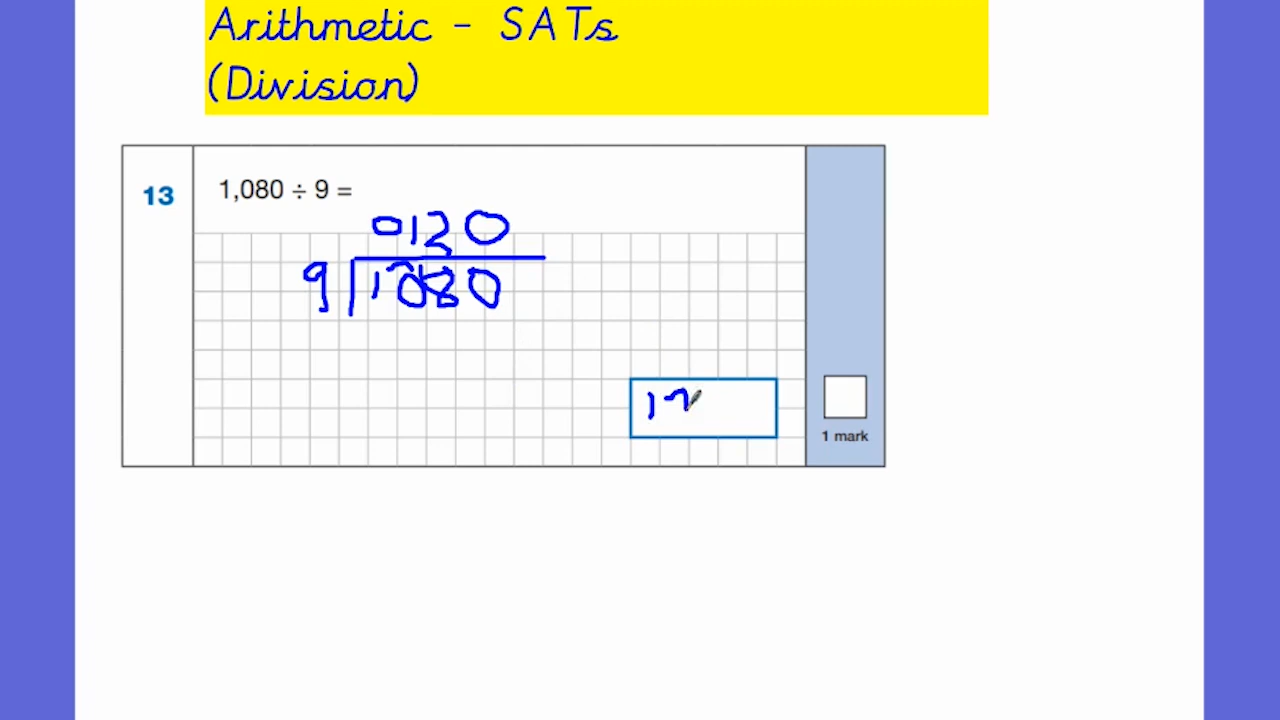 Arithmetic - SATs
(Division)
13
1,080 ÷ 9 =
0120
9 1080
1 mark